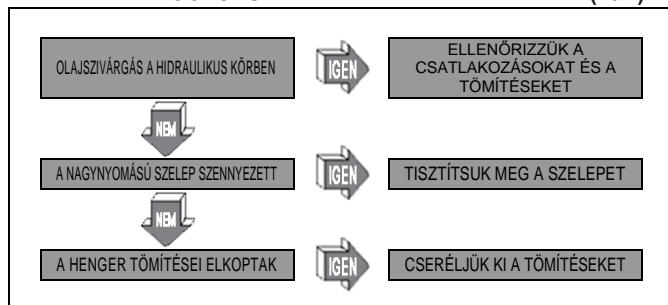 OLAJSZIVÁRGÁS A HIDRAULIKUS KÖRBEN
IGEN
ELLENŐRIZZÜK A
CSATLAKOZÁSOKAT ÉS A
TÖMÍTÉSEKET
NEM
A NAGYNYOMÁSÚ SZELEP SZENNYEZETT
IGEN
TISZTÍTSUK MEG A SZELEPET
NEM
A HENGER TÖMÍTÉSEI ELKOPTAK
IGEN
CSERÉLJÜK KI A TÖMÍTÉSEKET